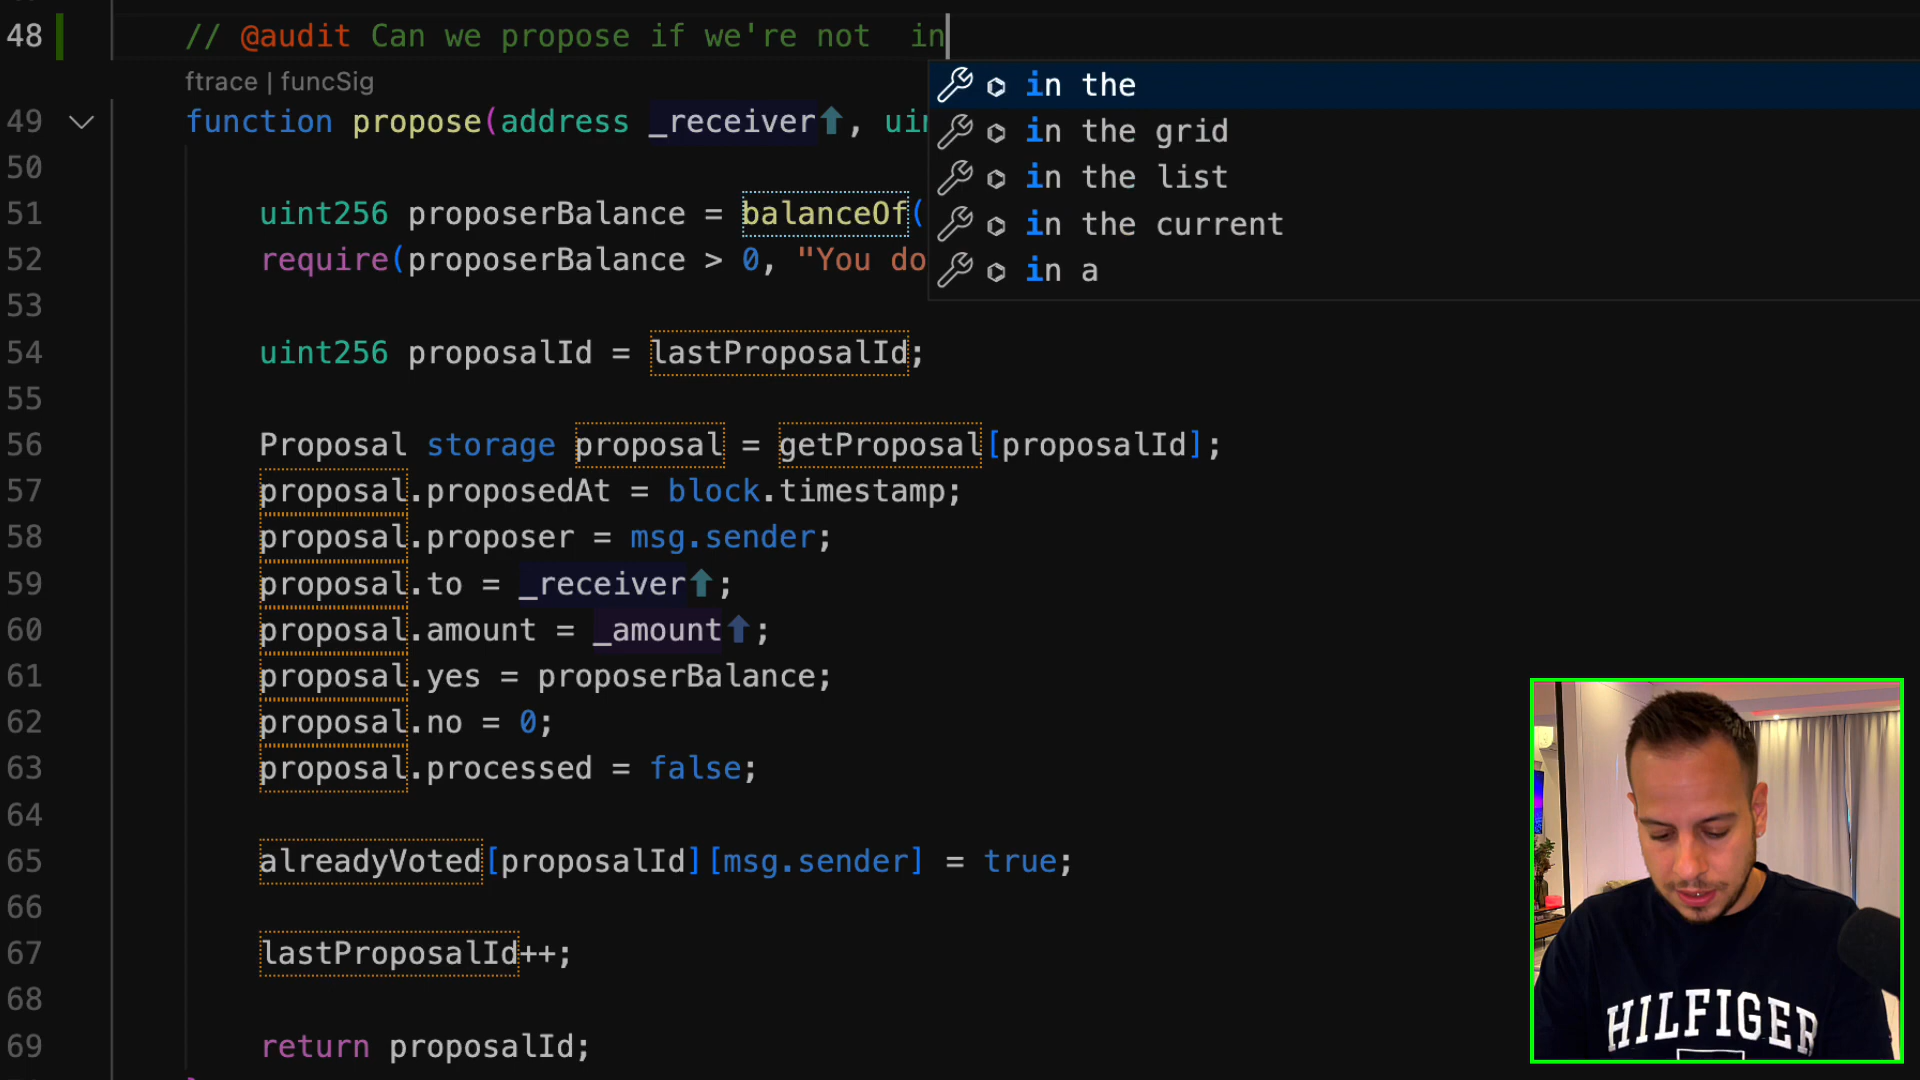 48 // @audit Can we propose if we're not  in
ftrace | funcSig
in the
in the grid
in the list
in the current
in a
49 function propose(address _receiver⬆,
50
51 uint256 proposerBalance = balanceOf(
52 require(proposerBalance > 0, "You do
53
54 uint256 proposalId = lastProposalId;
55
56 Proposal storage proposal = getProposal[proposalId];
57 proposal.proposedAt = block.timestamp;
58 proposal.proposer = msg.sender;
59 proposal.to = _receiver⬆;
60 proposal.amount = _amount⬆;
61 proposal.yes = proposerBalance;
62 proposal.no = 0;
63 proposal.processed = false;
64
65 alreadyVoted[proposalId][msg.sender] = true;
66
67 lastProposalId++;
68
69 return proposalId;
HILFIGER